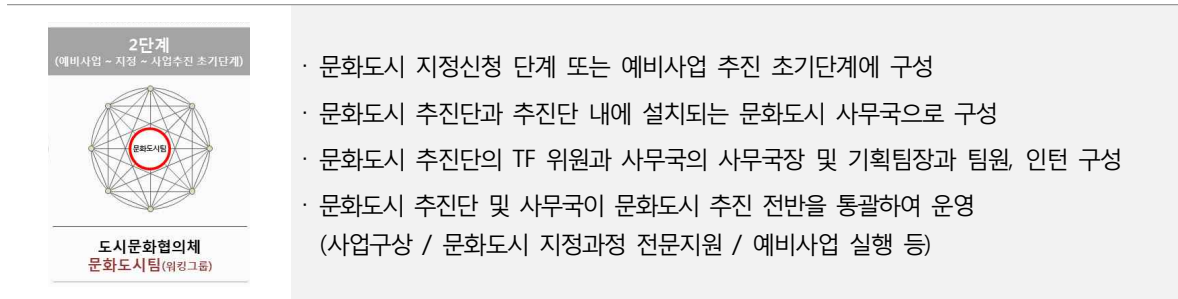 2단계
(예비사업 ~ 지정 ~ 사업추진 초기단계)
문화도시팀
도시문화협의체
문화도시팀(워킹그룹)
· 문화도시 지정신청 단계 또는 예비사업 추진 초기단계에 구성
· 문화도시 추진단과 추진단 내에 설치되는 문화도시 사무국으로 구성
· 문화도시 추진단의 TF 위원과 사무국의 사무국장 및 기획팀장과 팀원, 인턴 구성
· 문화도시 추진단 및 사무국이 문화도시 추진 전반을 통괄하여 운영
(사업구상 / 문화도시 지정과정 전문지원 / 예비사업 실행 등)